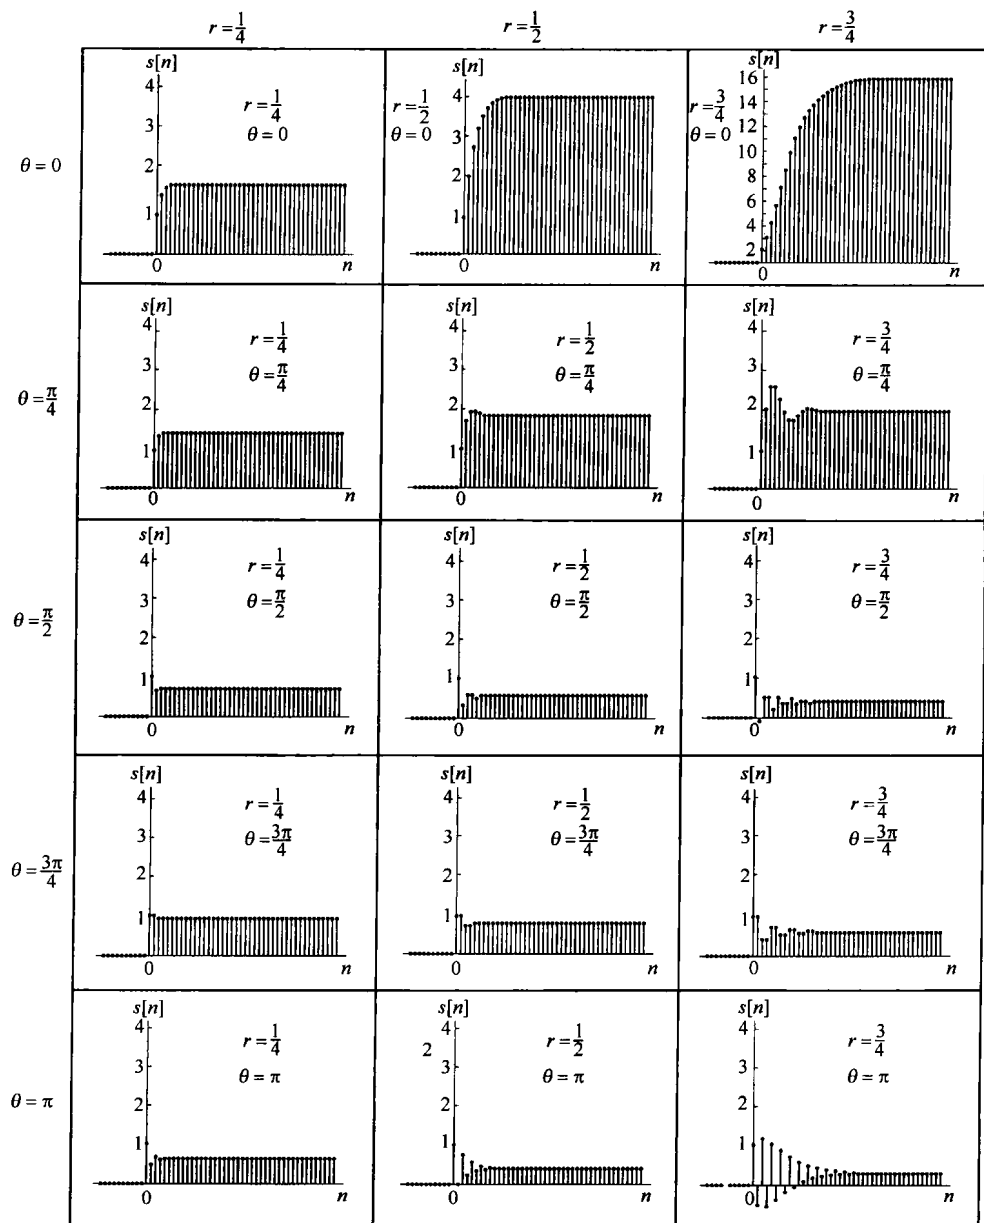 r = 1/4 r = 1/2 r = 3/4
θ = 0
s[n]
4
3
2
1
0
n
r = 1/4
θ = 0
s[n]
4
3
2
1
0
n
r = 1/2
θ = 0
s[n]
16
14
12
10
8
6
4
2
0
n
r = 3/4
θ = 0
θ = π/4
s[n]
4
3
2
1
0
n
r = 1/4
θ = π/4
s[n]
4
3
2
1
0
n
r = 1/2
θ = π/4
s[n]
4
3
2
1
0
n
r = 3/4
θ = π/4
θ = π/2
s[n]
4
3
2
1
0
n
r = 1/4
θ = π/2
s[n]
4
3
2
1
0
n
r = 1/2
θ = π/2
s[n]
4
3
2
1
0
n
r = 3/4
θ = π/2
θ = 3π/4
s[n]
4
3
2
1
0
n
r = 1/4
θ = 3π/4
s[n]
4
3
2
1
0
n
r = 1/2
θ = 3π/4
s[n]
4
3
2
1
0
n
r = 3/4
θ = 3π/4
θ = π
s[n]
4
3
2
1
0
n
r = 1/4
θ = π
s[n]
4
2
3
2
1
0
n
r = 1/2
θ = π
s[n]
4
3
2
1
0
n
r = 3/4
θ = π